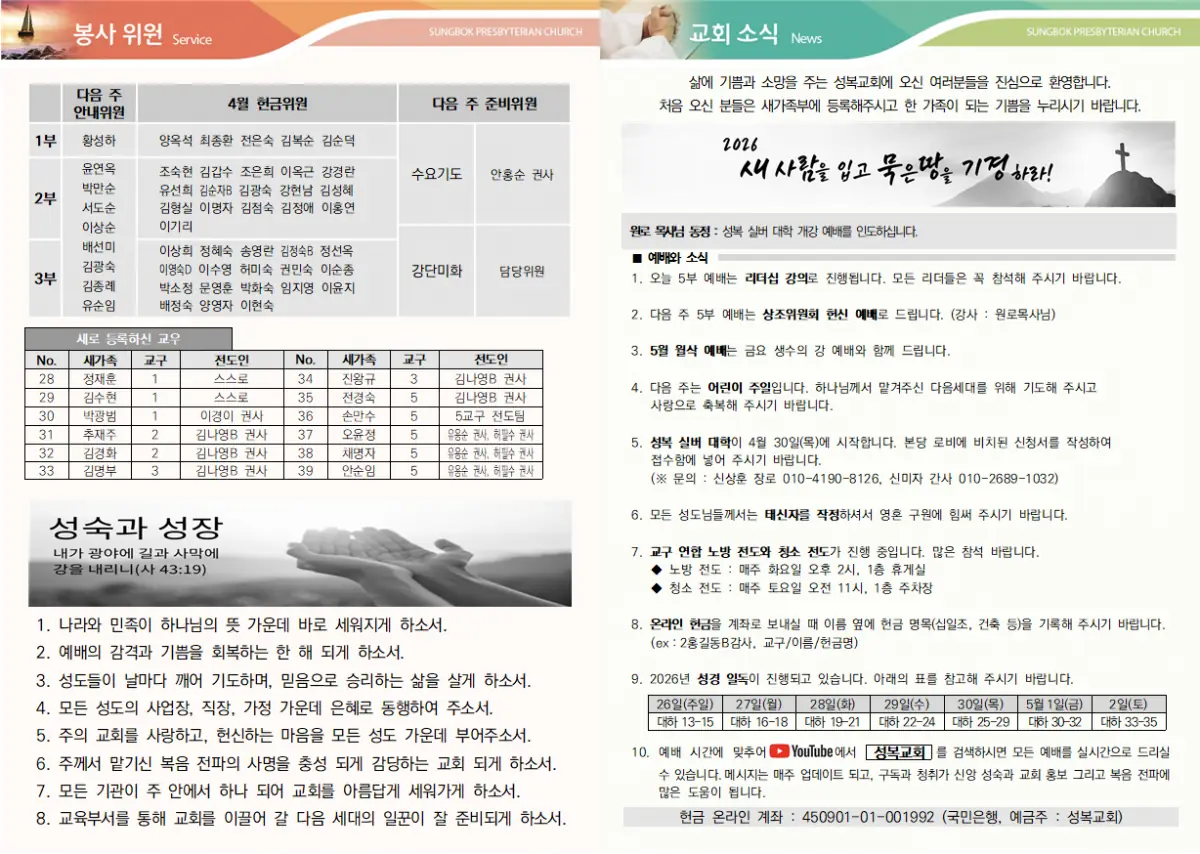 봉사 위원 Service
SUNGBOK PRESBYTERIAN CHURCH
다음 주 안내위원 4월 헌금위원 다음 주 준비위원
1부 황성하 양옥석 최종환 전은숙 김복순 김순덕
2부
윤연옥
박만순
서도순
이상순
조숙현 김갑수 조은희 이옥근 강경란
유선희 김순자B 김광숙 강현남 김성혜
김형실 이명자 김점숙 김정애 이홍연
이기리
3부
배선미
김광숙
김종례
유순임
이상희 정혜숙 송영란 김정숙B 정선옥
이영숙D 이수영 허미숙 권민숙 이순종
박소정 문영훈 박화숙 임지영 이윤지
배정숙 양영자 이현숙
수요기도 안홍순 권사
강단미화 담당위원
새로 등록하신 교우
No. 새가족 교구 전도인 No. 새가족 교구 전도인
28 정재훈 1 스스로 34 진왕규 3 김나영B 권사
29 김수현 1 스스로 35 전경숙 5 김나영B 권사
30 박광범 1 이경이 권사 36 손만수 5 5교구 전도팀
31 추재주 2 김나영B 권사 37 오윤정 5 유용순 권사, 허필수 권사
32 김경화 2 김나영B 권사 38 채명자 5 유용순 권사, 허필수 권사
33 김명부 3 김나영B 권사 39 안순임 5 유용순 권사, 허필수 권사
성숙과 성장
내가 광야에 길과 사막에
강을 내리니(사 43:19)
1. 나라와 민족이 하나님의 뜻 가운데 바로 세워지게 하소서.
2. 예배의 감격과 기쁨을 회복하는 한 해 되게 하소서.
3. 성도들이 날마다 깨어 기도하며, 믿음으로 승리하는 삶을 살게 하소서.
4. 모든 성도의 사업장, 직장, 가정 가운데 은혜로 동행하여 주소서.
5. 주의 교회를 사랑하고, 헌신하는 마음을 모든 성도 가운데 부어주소서.
6. 주께서 맡기신 복음 전파의 사명을 충성 되게 감당하는 교회 되게 하소서.
7. 모든 기관이 주 안에서 하나 되어 교회를 아름답게 세워가게 하소서.
8. 교육부서를 통해 교회를 이끌어 갈 다음 세대의 일꾼이 잘 준비되게 하소서.
교회 소식 News
SUNGBOK PRESBYTERIAN CHURCH
삶에 기쁨과 소망을 주는 성복교회에 오신 여러분들을 진심으로 환영합니다.
처음 오신 분들은 새가족부에 등록해주시고 한 가족이 되는 기쁨을 누리시기 바랍니다.
2026
새 사람을 입고 묵은땅을 기경하라!
원로 목사님 동정 : 성복 실버 대학 개강 예배를 인도하십니다.
■ 예배와 소식
1. 오늘 5부 예배는 리더십 강의로 진행됩니다. 모든 리더들은 꼭 참석해 주시기 바랍니다.
2. 다음 주 5부 예배는 상조위원회 헌신 예배로 드립니다. (강사 : 원로목사님)
3. 5월 월삭 예배는 금요 생수의 강 예배와 함께 드립니다.
4. 다음 주는 어린이 주일입니다. 하나님께서 맡겨주신 다음세대를 위해 기도해 주시고
사랑으로 축복해 주시기 바랍니다.
5. 성복 실버 대학이 4월 30일(목)에 시작합니다. 본당 로비에 비치된 신청서를 작성하여
접수함에 넣어 주시기 바랍니다.
(※ 문의 : 신상훈 장로 010-4190-8126, 신미자 간사 010-2689-1032)
6. 모든 성도님들께서는 태신자를 작정하셔서 영혼 구원에 힘써 주시기 바랍니다.
7. 교구 연합 노방 전도와 청소 전도가 진행 중입니다. 많은 참석 바랍니다.
◆ 노방 전도 : 매주 화요일 오후 2시, 1층 휴게실
◆ 청소 전도 : 매주 토요일 오전 11시, 1층 주차장
8. 온라인 헌금을 계좌로 보내실 때 이름 옆에 헌금 명목(십일조, 건축 등)을 기록해 주시기 바랍니다.
(ex : 2홍길동B감사, 교구/이름/헌금명)
9. 2026년 성경 일독이 진행되고 있습니다. 아래의 표를 참고해 주시기 바랍니다.
26일(주일) 27일(월) 28일(화) 29일(수) 30일(목) 5월 1일(금) 2일(토)
대하 13-15 대하 16-18 대하 19-21 대하 22-24 대하 25-29 대하 30-32 대하 33-35
10. 예배 시간에 맞추어 YouTube에서 성복교회 를 검색하시면 모든 예배를 실시간으로 드리실
수 있습니다. 메시지는 매주 업데이트 되고, 구독과 청취가 신앙 성숙과 교회 홍보 그리고 복음 전파에
많은 도움이 됩니다.
헌금 온라인 계좌 : 450901-01-001992 (국민은행, 예금주 : 성복교회)